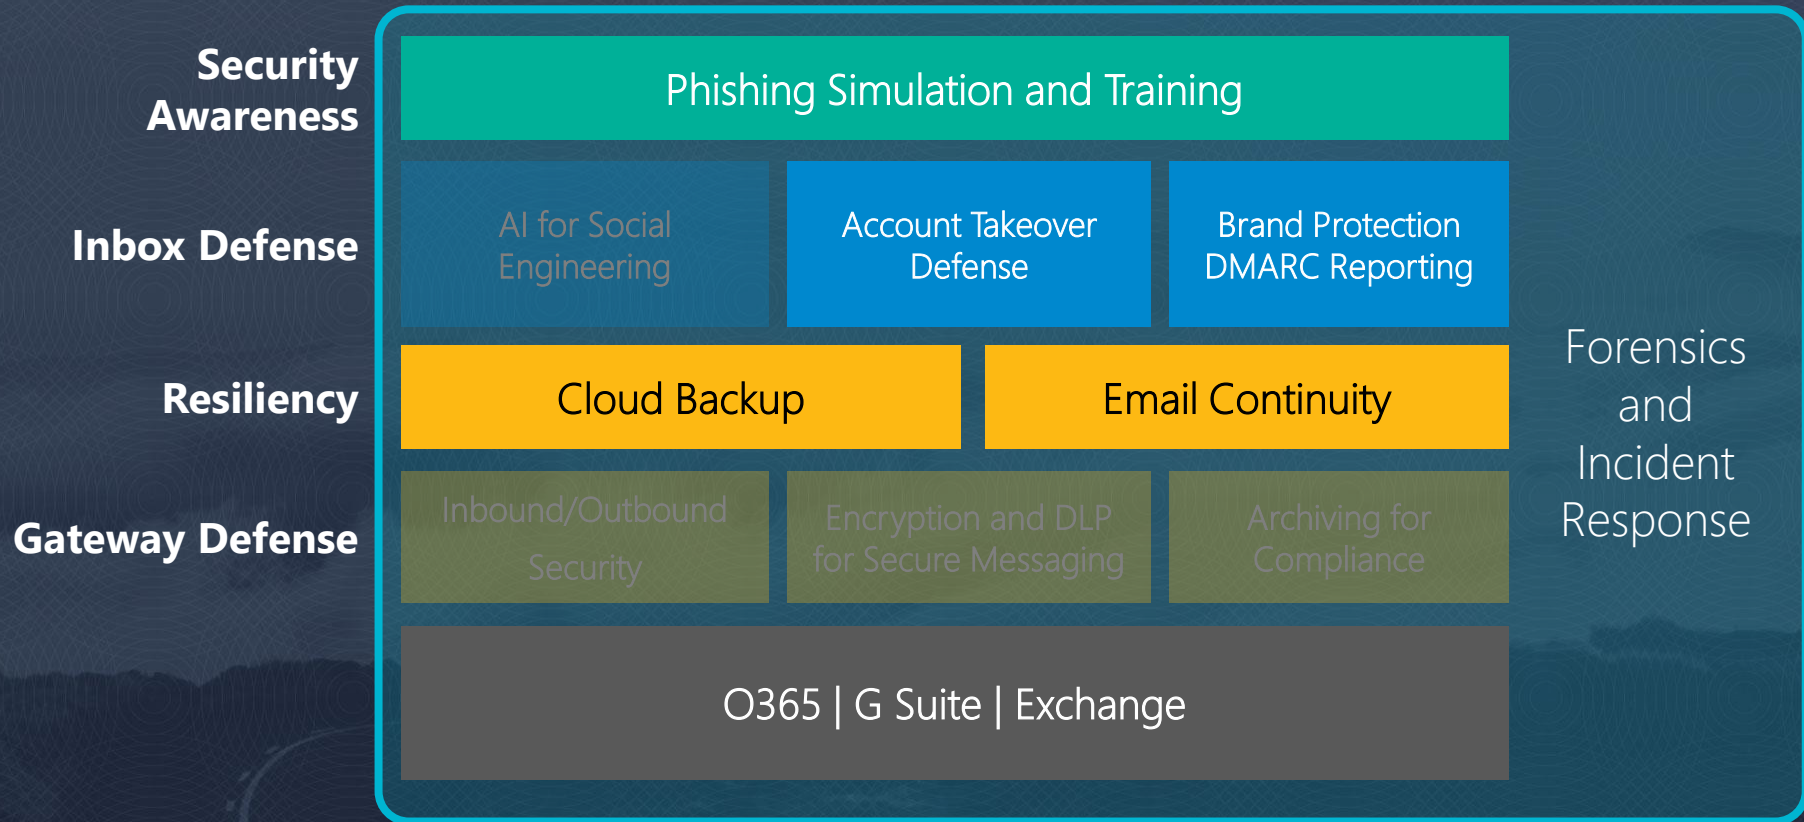 Security
Awareness
Phishing Simulation and Training
Inbox Defense
AI for Social
Engineering
Account Takeover
Defense
Brand Protection
DMARC Reporting
Resiliency
Cloud Backup
Email Continuity
Gateway Defense
Inbound/Outbound
Security
Encryption and DLP
for Secure Messaging
Archiving for
Compliance
O365 | G Suite | Exchange
Forensics
and
Incident
Response